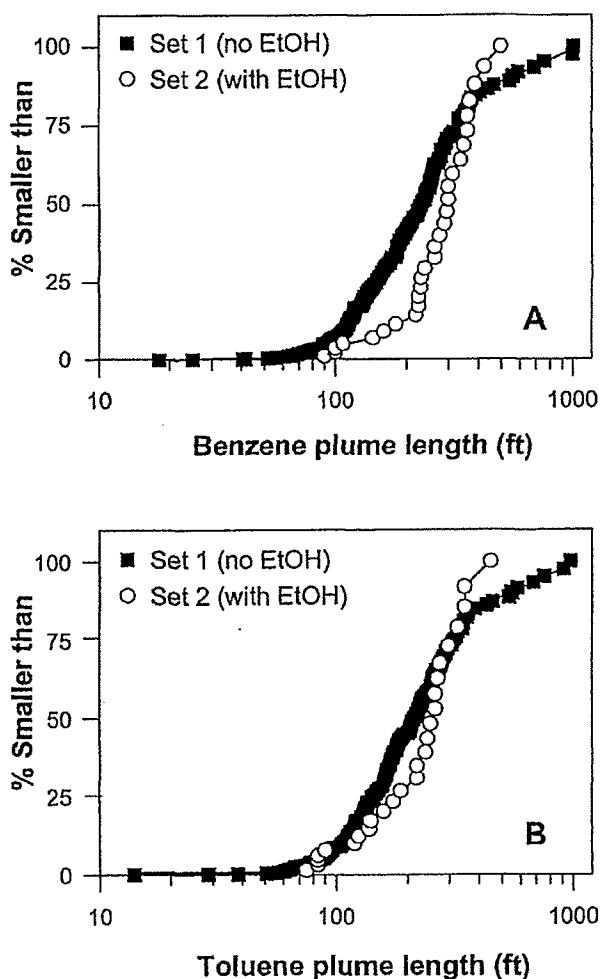 100
75
50
25
0
% Smaller than
Set 1 (no EtOH)
Set 2 (with EtOH)
A
10
100
1000
Benzene plume length (ft)
100
75
50
25
0
% Smaller than
Set 1 (no EtOH)
Set 2 (with EtOH)
B
10
100
1000
Toluene plume length (ft)